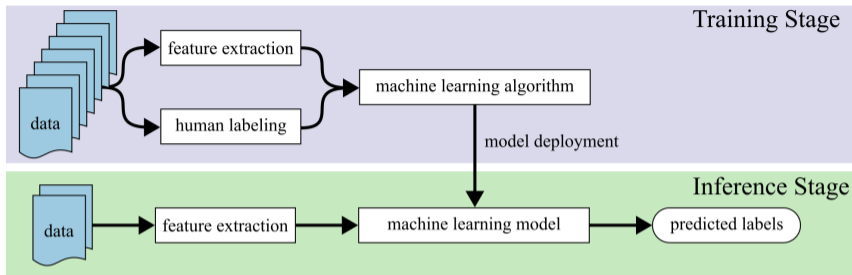 Training Stage
feature extraction
data
human labeling
machine learning algorithm
model deployment
Inference Stage
data
feature extraction
machine learning model
predicted labels